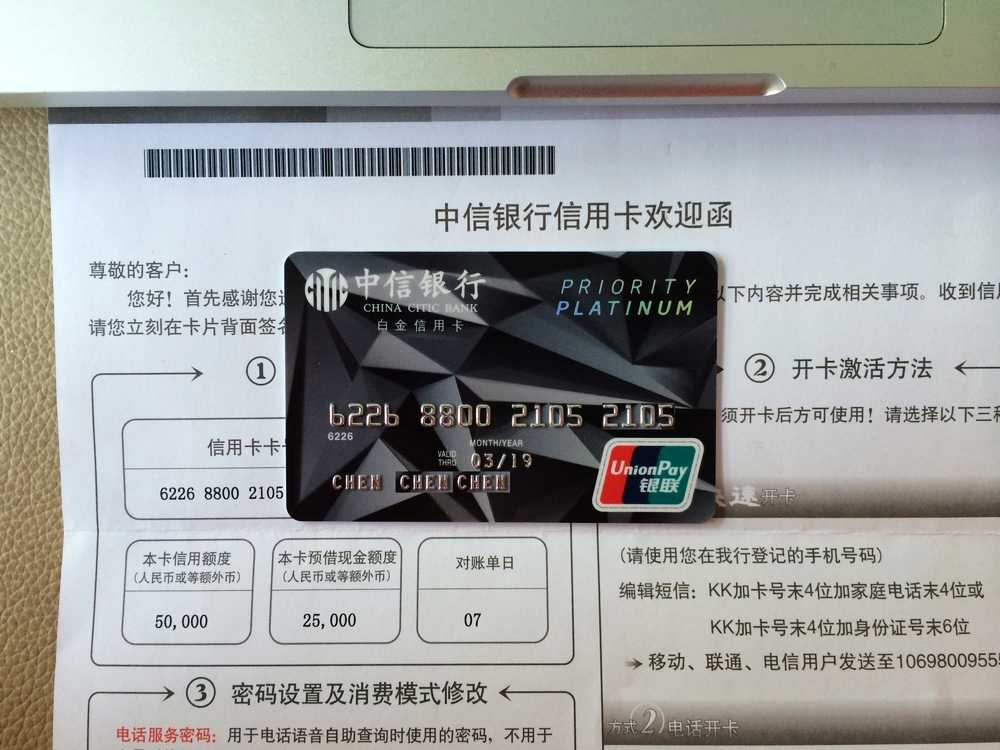 中信银行信用卡欢迎函
尊敬的客户:
您好！首先感谢您
以下内容并完成相关事项。收到信用
请您立刻在卡片背面签名
中信银行
CHINA CITIC BANK
白金信用卡
PRIORITY
PLATINUM
6226 8800 2105 2105
6226
MONTH/YEAR
VALID THRU 03/19
CHEN CHEN CHEN
UnionPay
银联
①
信用卡卡
6226 8800 2105
本卡信用额度
(人民币或等额外币)
50,000
本卡预借现金额度
(人民币或等额外币)
25,000
对账单日
07
② 开卡激活方法
须开卡后方可使用！请选择以下三种
速开卡
(请使用您在我行登记的手机号码)
编辑短信: KK加卡号末4位加家庭电话末4位或
KK加卡号末4位加身份证号末6位
→移动、联通、电信用户发送至1069800955
方式②电话开卡
③ 密码设置及消费模式修改
电话服务密码: 用于电话语音自助查询时使用的密码，不用于